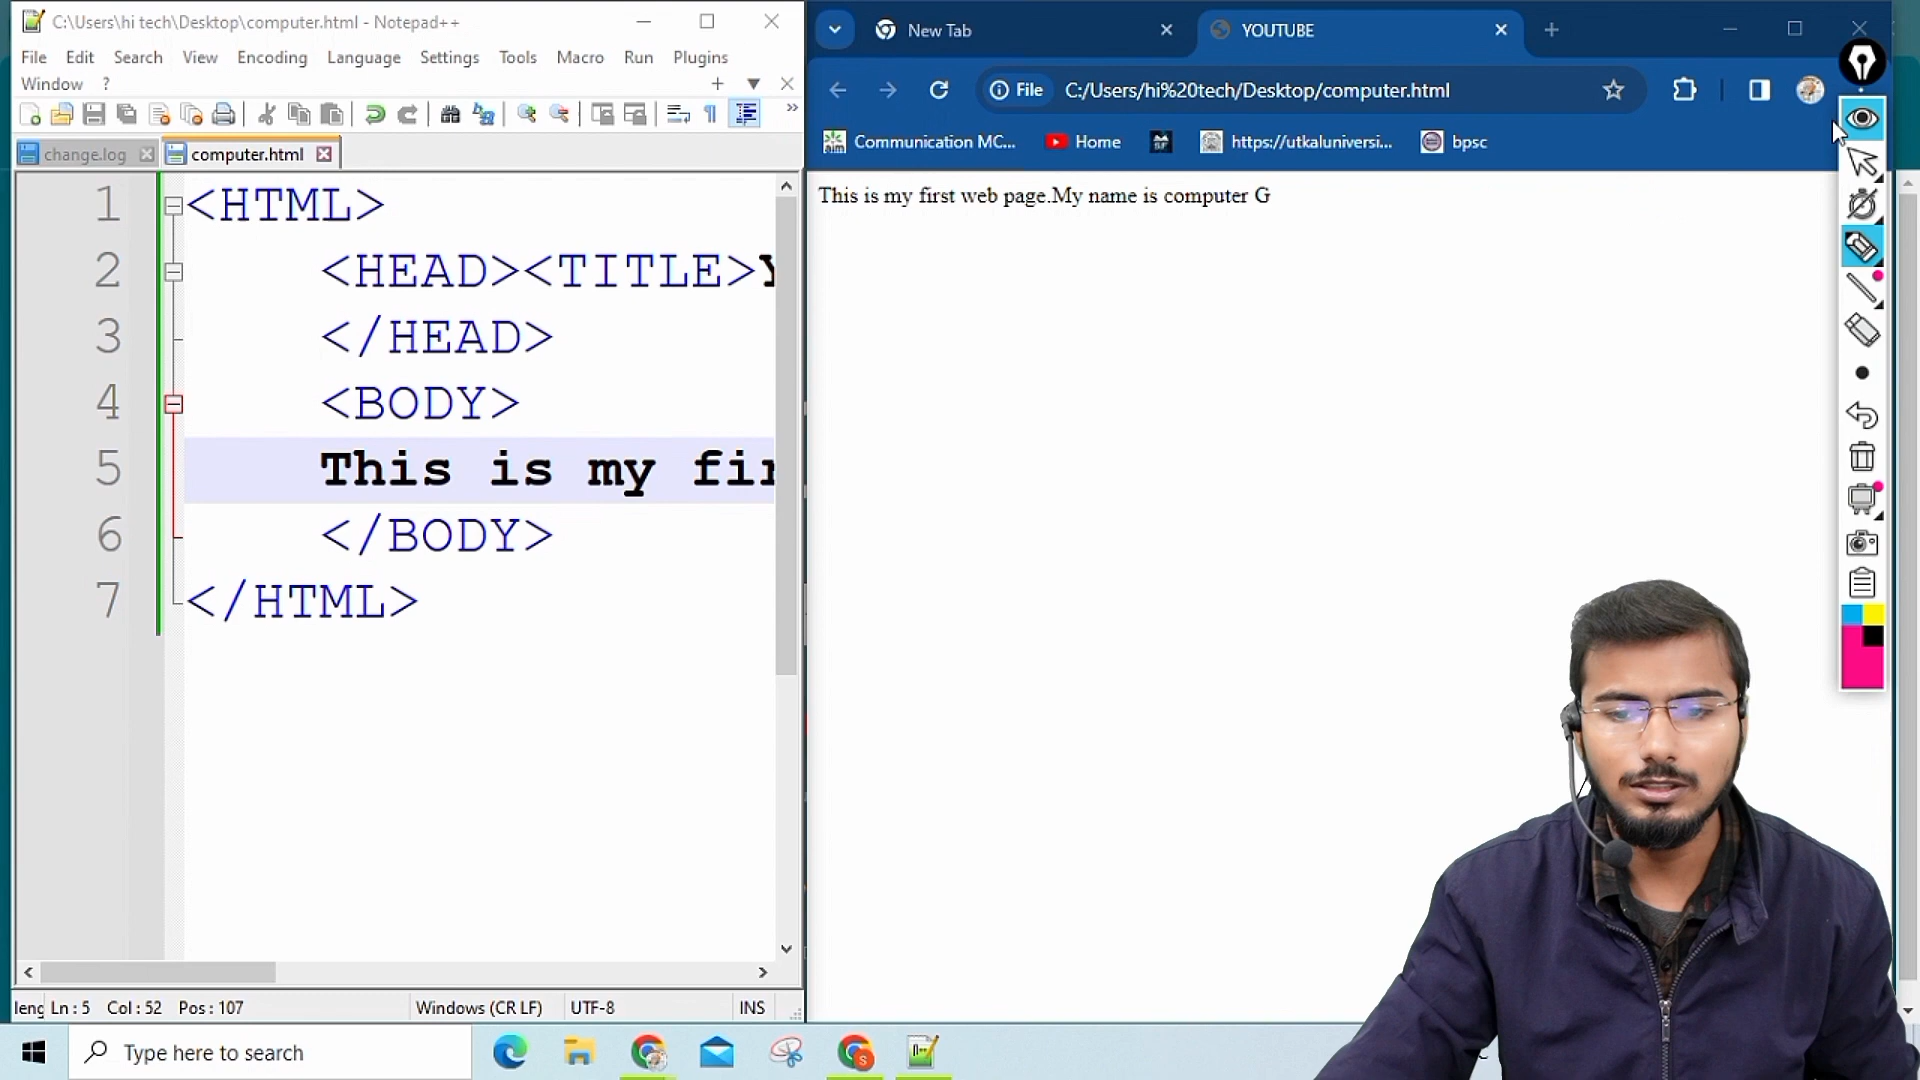 C:\Users\hi tech\Desktop\computer.html - Notepad++
File Edit Search View Encoding Language Settings Tools Macro Run Plugins
Window ?
change.log computer.html
1 <HTML>
2 <HEAD><TITLE>Y
3 </HEAD>
4 <BODY>
5 This is my fir
6 </BODY>
7 </HTML>
leng Ln : 5 Col : 52 Pos : 107 Windows (CR LF) UTF-8 INS
New Tab YOUTUBE
File C:/Users/hi%20tech/Desktop/computer.html
Communication MC... Home https://utkaluniversi... bpsc
This is my first web page.My name is computer G
Type here to search